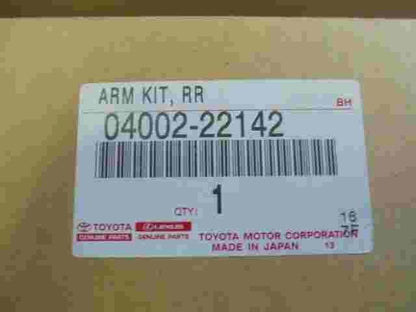 ARM KIT, RR
BH
04002-22142
QTY: 1
16
TOYOTA LEXUS
GENUINE PARTS GENUINE PARTS
TOYOTA MOTOR CORPORATION
MADE IN JAPAN 13